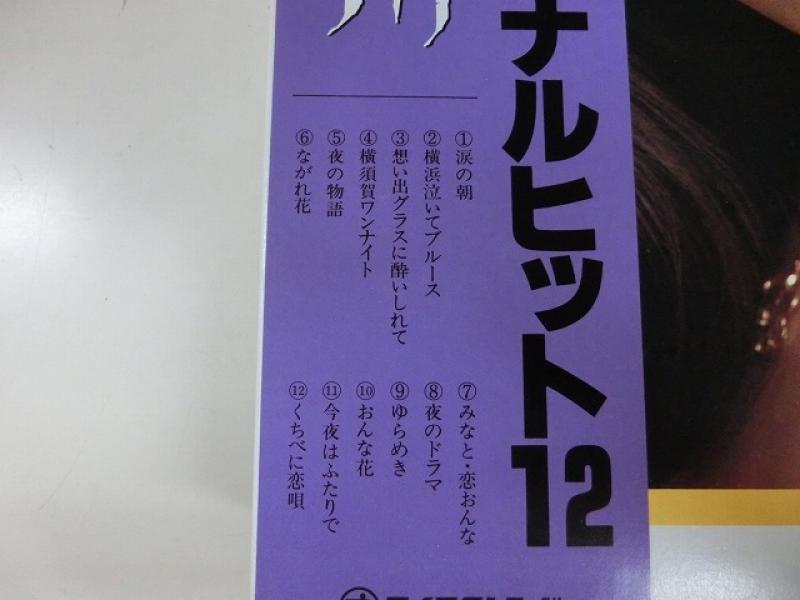 ナルヒット12
①涙の朝
②横浜泣いてブルース
③想い出グラスに酔いしれて
④横須賀ワンナイト
⑤夜の物語
⑥ながれ花
⑦みなと・恋おんな
⑧夜のドラマ
⑨ゆらめき
⑩おんな花
⑪今夜はふたりで
⑫くちべに恋唄